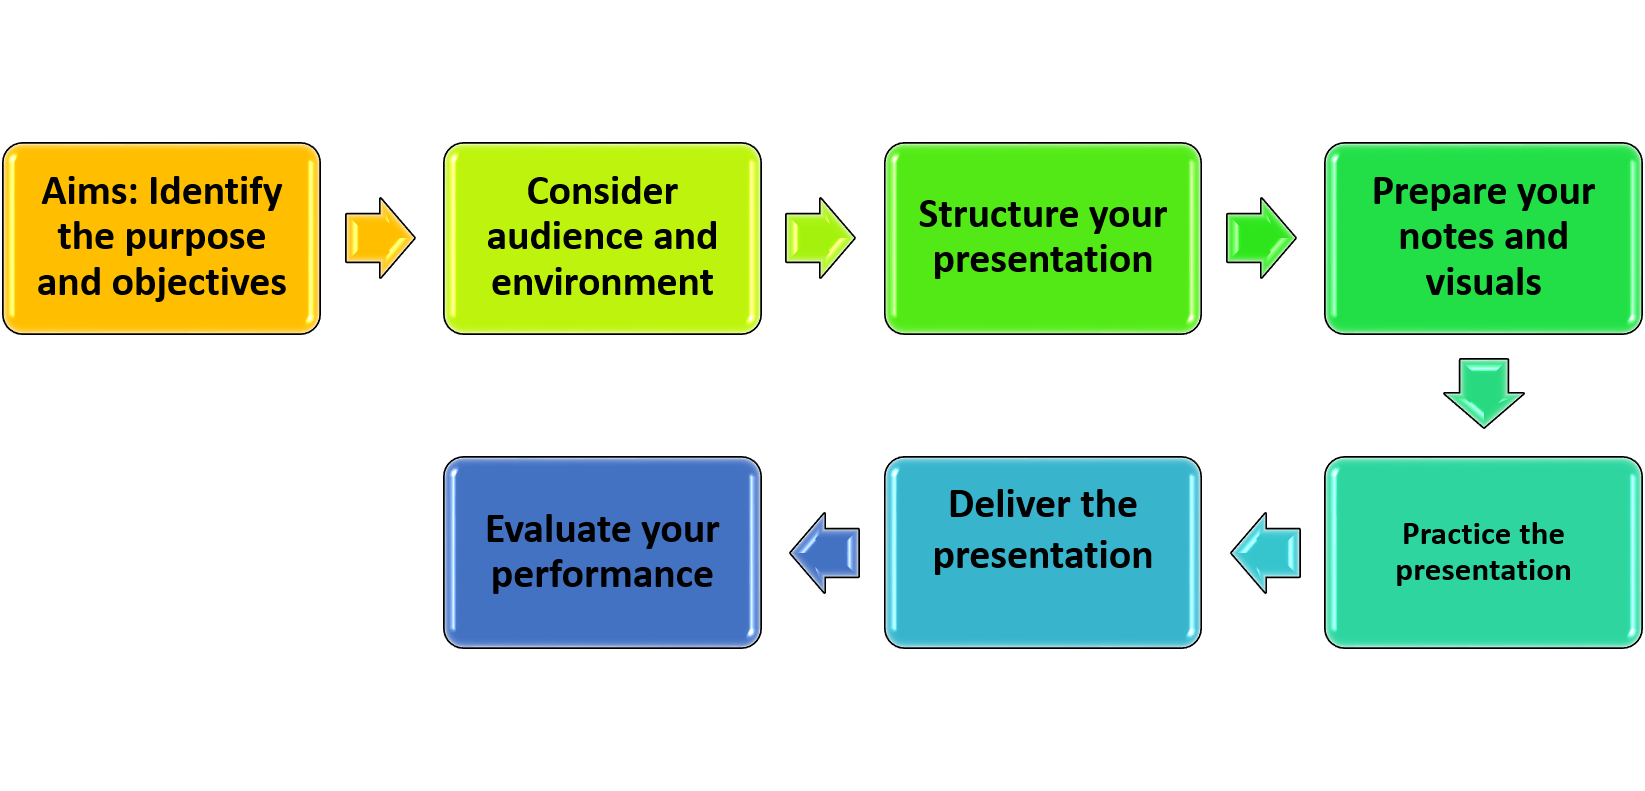 Aims: Identify
the purpose
and objectives
Consider
audience and
environment
Structure your
presentation
Prepare your
notes and
visuals
Practice the
presentation
Deliver the
presentation
Evaluate your
performance